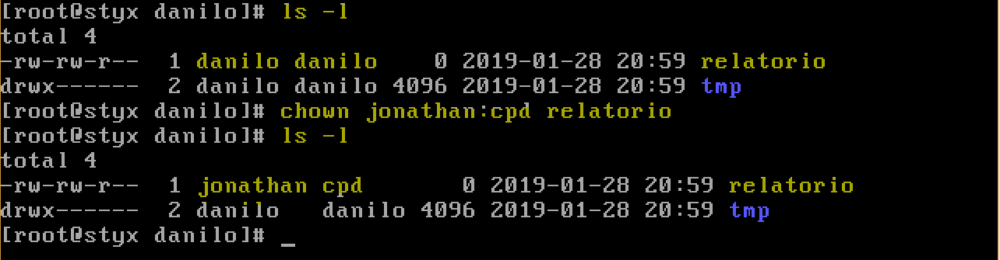 [root@styx danilo]# ls -l
total 4
-rw-rw-r--  1 danilo danilo    0 2019-01-28 20:59 relatorio
drwx------  2 danilo danilo 4096 2019-01-28 20:59 tmp
[root@styx danilo]# chown jonathan:cpd relatorio
[root@styx danilo]# ls -l
total 4
-rw-rw-r--  1 jonathan cpd       0 2019-01-28 20:59 relatorio
drwx------  2 danilo   danilo 4096 2019-01-28 20:59 tmp
[root@styx danilo]# _